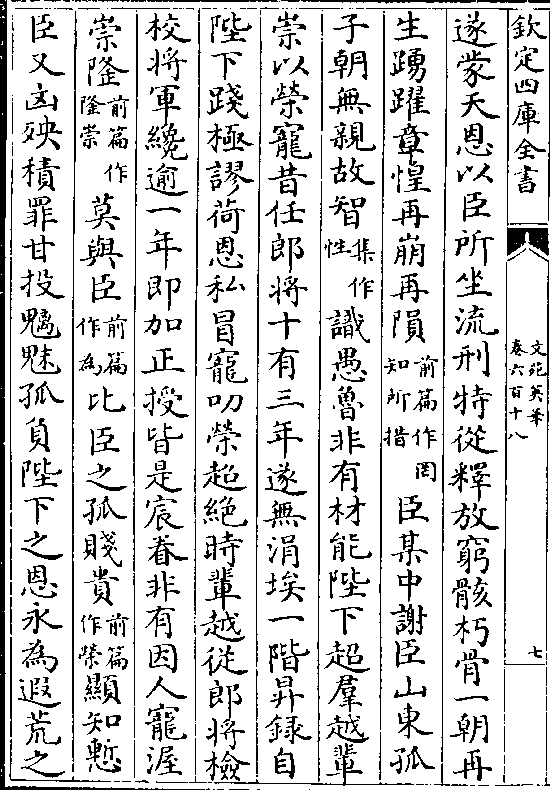 欽定四庫全書
文苑英華
卷六百十八
七
遂蒙天恩以臣所坐流刑特從釋放窮骸朽骨一朝再
生踴躍章惶再崩再隕前篇作罔知所措臣某中謝臣山東孤
子朝無親故智集作性識愚魯非有材能陛下超羣越輩
崇以榮寵昔任郎將十有三年遂無涓埃一階昇錄自
陛下踐極謬荷恩私冒寵叨榮超絶時輩越從郎將檢
校將軍纔逾一年即加正授皆是宸眷非有因人寵渥
崇隆前篇作隆崇莫與臣前篇作為比臣之孤賤貴前篇作榮顯知慙
臣又凶殃積罪甘投魑魅孤負陛下之恩永為遐荒之